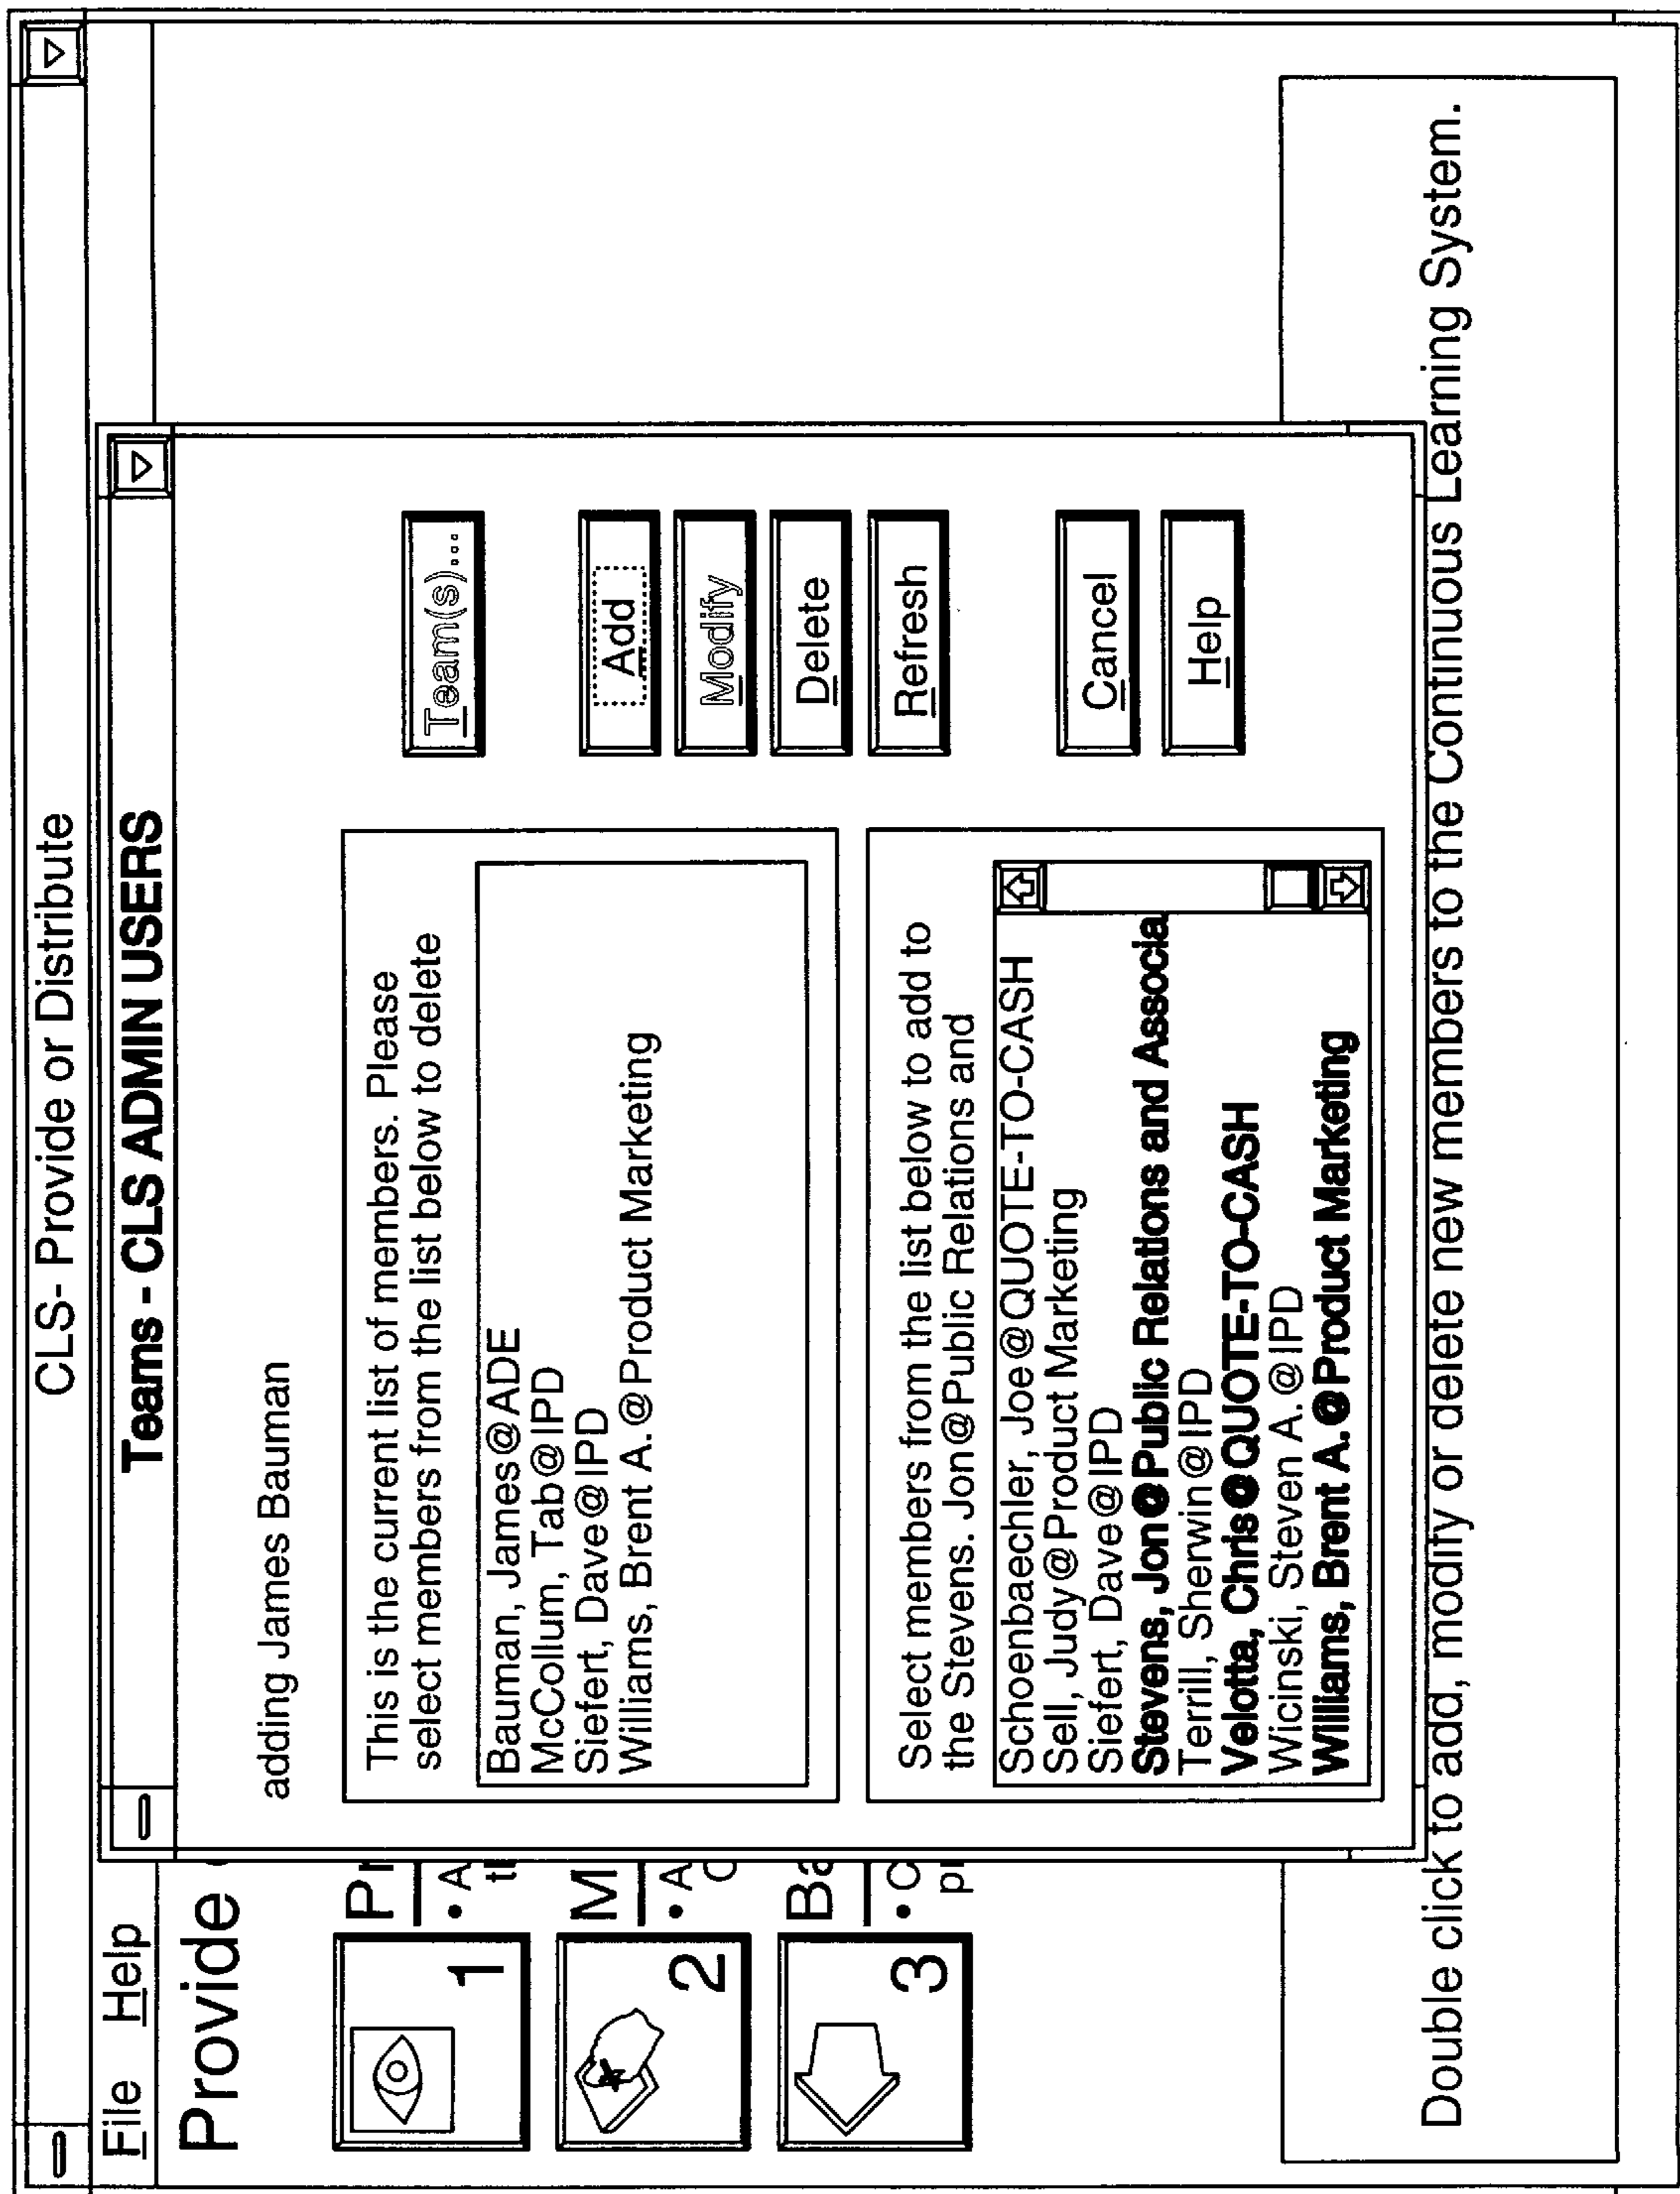 CLS- Provide or Distribute
File Help
Provide
1
2
3
Pr
• A
M
• A
Ba
• C
Teams - CLS ADMIN USERS
adding James Bauman
This is the current list of members. Please
select members from the list below to delete
Bauman, James@ADE
McCollum, Tab@IPD
Siefert, Dave@IPD
Williams, Brent A.@Product Marketing
Select members from the list below to add to
the Stevens. Jon@Public Relations and
Schoenbaechler, Joe@QUOTE-TO-CASH
Sell, Judy@Product Marketing
Siefert, Dave@IPD
Stevens, Jon@Public Relations and Associa
Terrill, Sherwin@IPD
Velotta, Chris@QUOTE-TO-CASH
Wicinski, Steven A.@IPD
Williams, Brent A.@Product Marketing
Team(s)...
Add
Modify
Delete
Refresh
Cancel
Help
Double click to add, modify or delete new members to the Continuous Learning System.